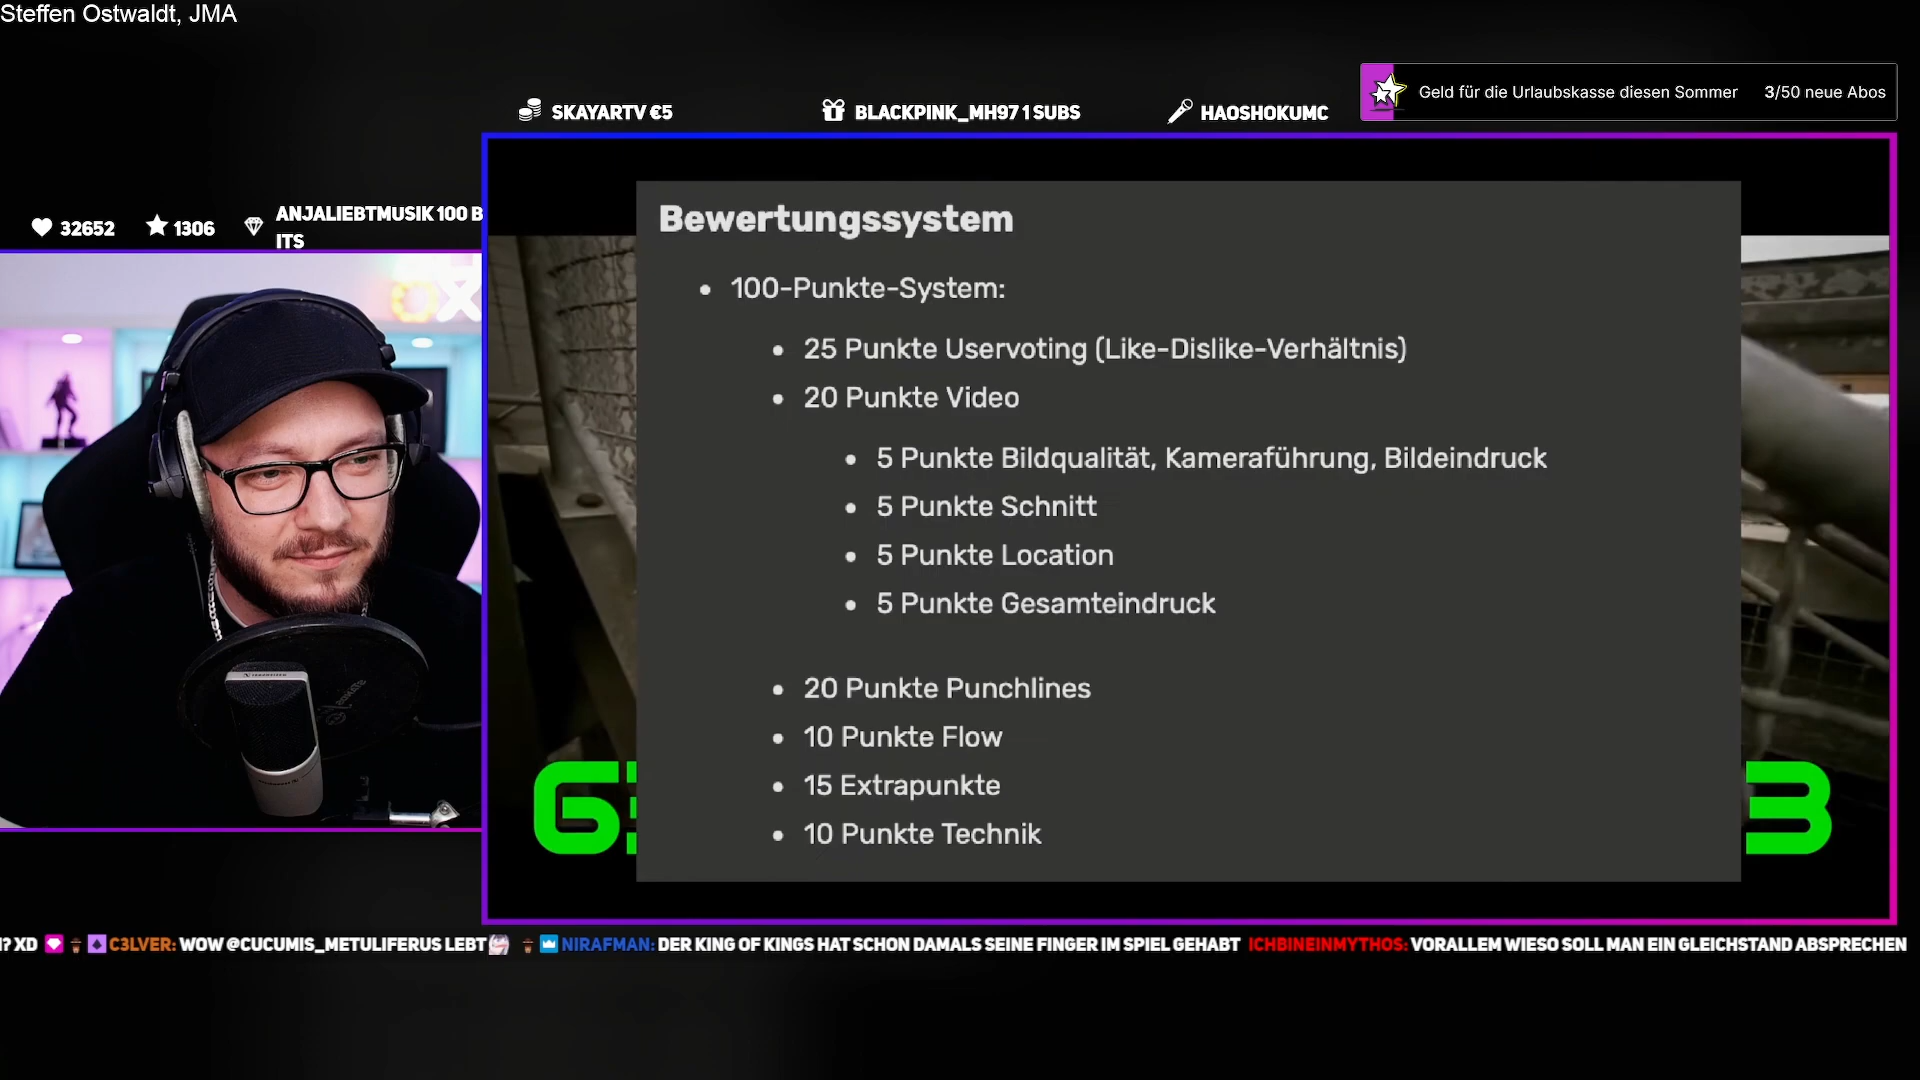 Steffen Ostwaldt, JMA
SKAYARTV €5
BLACKPINK_MH97 1 SUBS
HAOSHOKUMC
Geld für die Urlaubskasse diesen Sommer 3/50 neue Abos
32652
1306
ANJALIEBTMUSIK 100 B
ITS
Bewertungssystem
100-Punkte-System:
25 Punkte Uservoting (Like-Dislike-Verhältnis)
20 Punkte Video
5 Punkte Bildqualität, Kameraführung, Bildeindruck
5 Punkte Schnitt
5 Punkte Location
5 Punkte Gesamteindruck
20 Punkte Punchlines
10 Punkte Flow
15 Extrapunkte
10 Punkte Technik
? XD C3LVER: WOW @CUCUMIS_METULIFERUS LEBT NIRAFMAN: DER KING OF KINGS HAT SCHON DAMALS SEINE FINGER IM SPIEL GEHABT ICHBINEINMYTHOS: VORALLEM WIESO SOLL MAN EIN GLEICHSTAND ABSPRECHEN